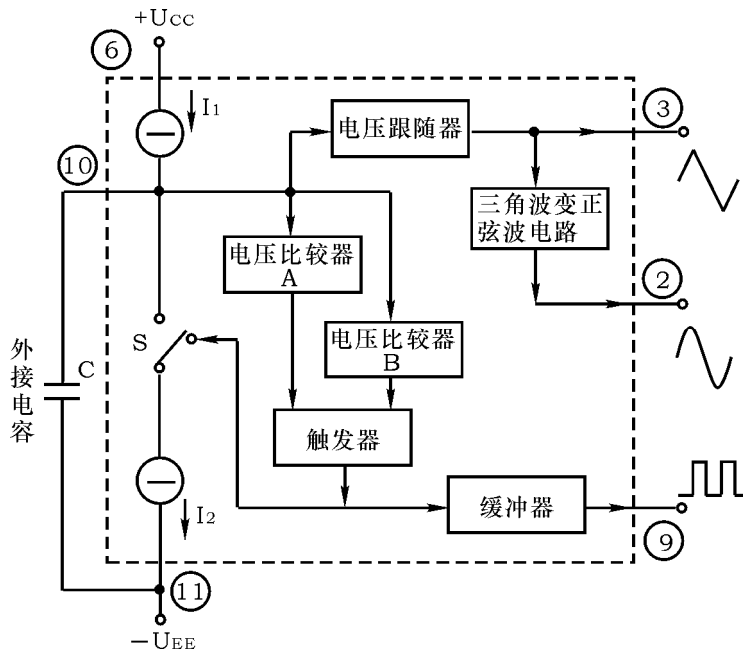 +UCC
⑥
I1
⑩
电压跟随器
③
三角波变正
弦波电路
电压比较器
A
②
S
电压比较器
B
外接电容
C
触发器
I2
缓冲器
⑨
⑪
−UEE